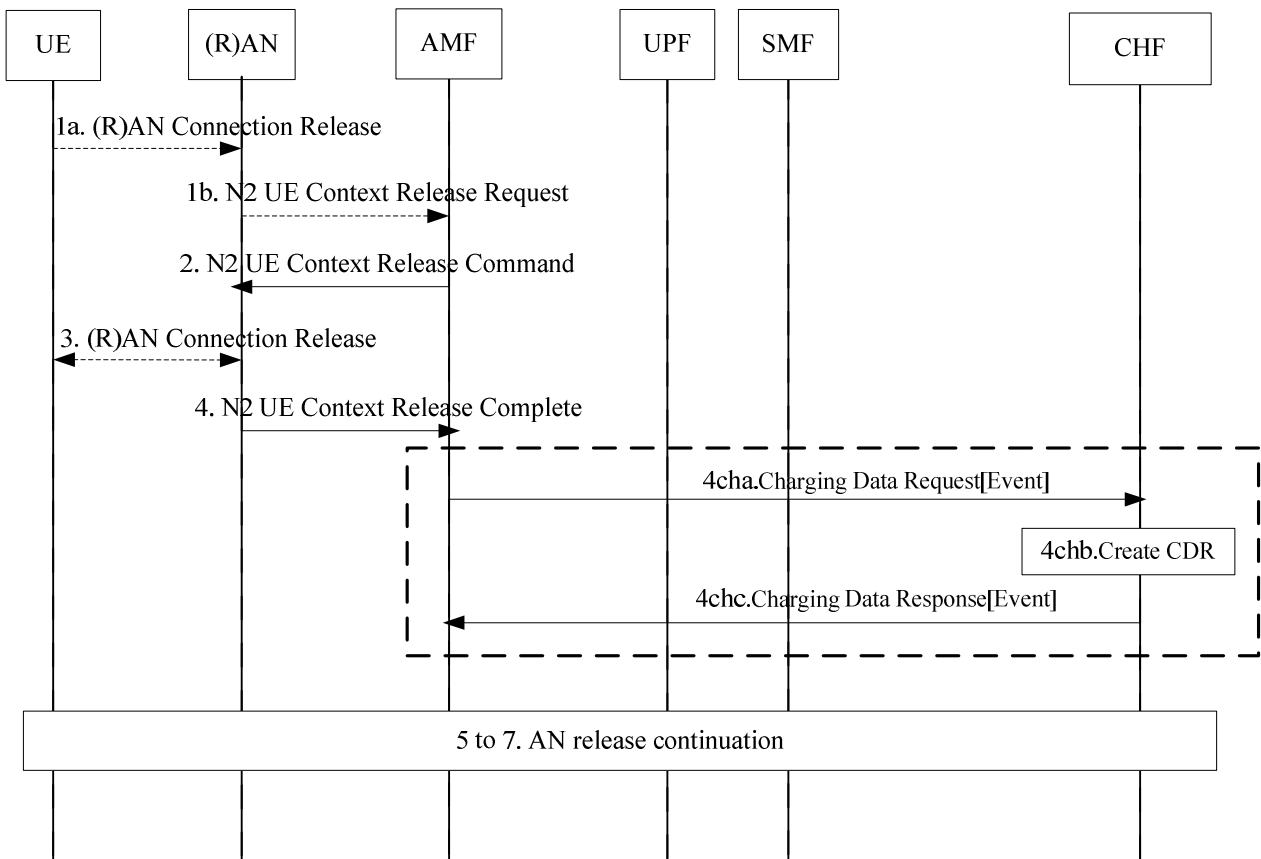 UE
(R)AN
AMF
UPF
SMF
CHF
1a. (R)AN Connection Release
1b. N2 UE Context Release Request
2. N2 UE Context Release Command
3. (R)AN Connection Release
4. N2 UE Context Release Complete
4cha.Charging Data Request[Event]
4chb.Create CDR
4chc.Charging Data Response[Event]
5 to 7. AN release continuation